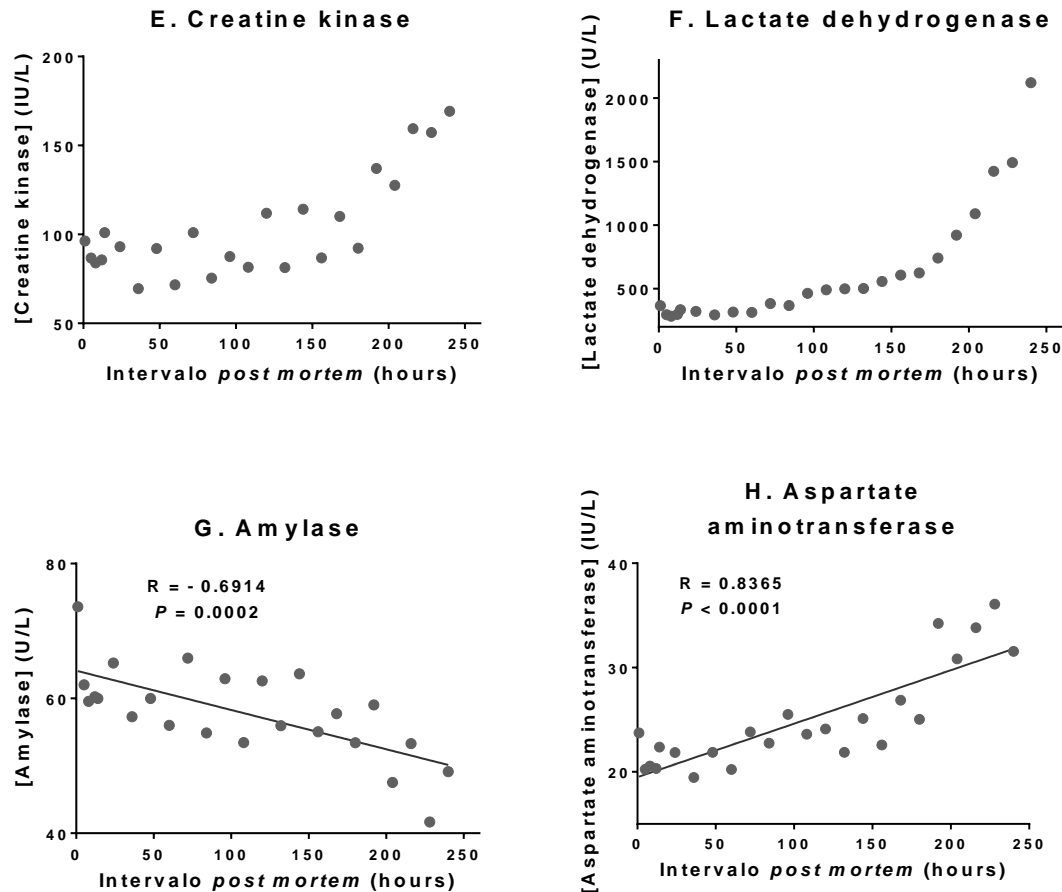 E. Creatine kinase
[Creatine kinase] (IU/L)
200
150
100
50
0 50 100 150 200 250
Intervalo post mortem (hours)
F. Lactate dehydrogenase
[Lactate dehydrogenase] (U/L)
2000
1500
1000
500
0 50 100 150 200 250
Intervalo post mortem (hours)
G. Amylase
[Amylase] (U/L)
R = - 0.6914
P = 0.0002
80
60
40
0 50 100 150 200 250
Intervalo post mortem (hours)
H. Aspartate
aminotransferase
[Aspartate aminotransferase] (IU/L)
R = 0.8365
P < 0.0001
40
30
20
0 50 100 150 200 250
Intervalo post mortem (hours)